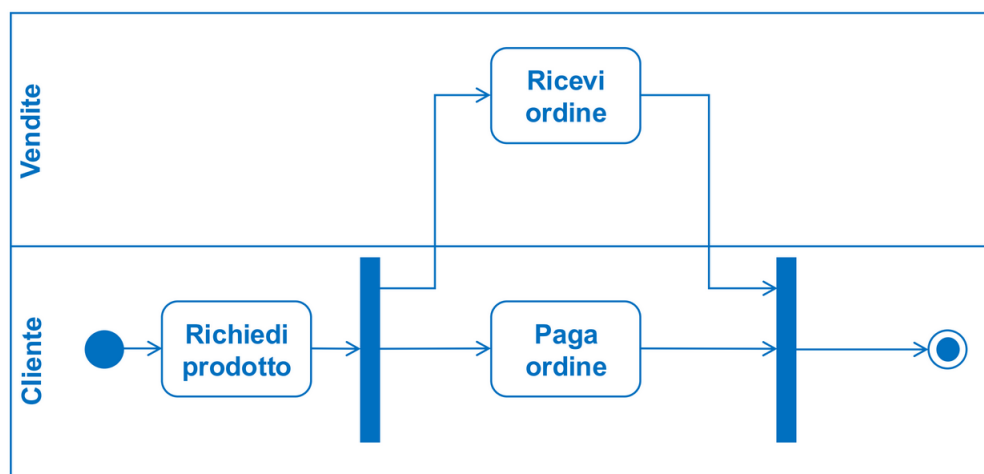 Vendite
Ricevi
ordine
Cliente
Richiedi
prodotto
Paga
ordine